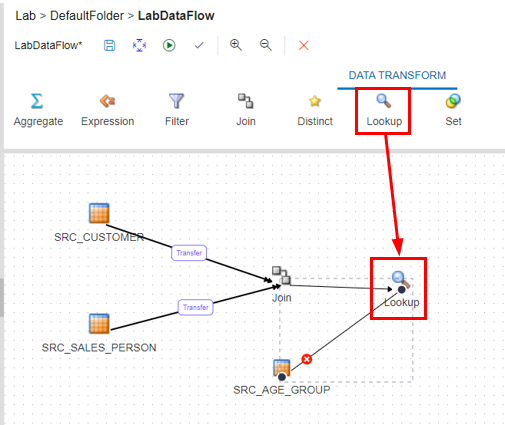 Lab > DefaultFolder > LabDataFlow
LabDataFlow*
DATA TRANSFORM
Aggregate Expression Filter Join Distinct Lookup Set
SRC_CUSTOMER
Transfer
Join
Lookup
Transfer
SRC_SALES_PERSON
SRC_AGE_GROUP